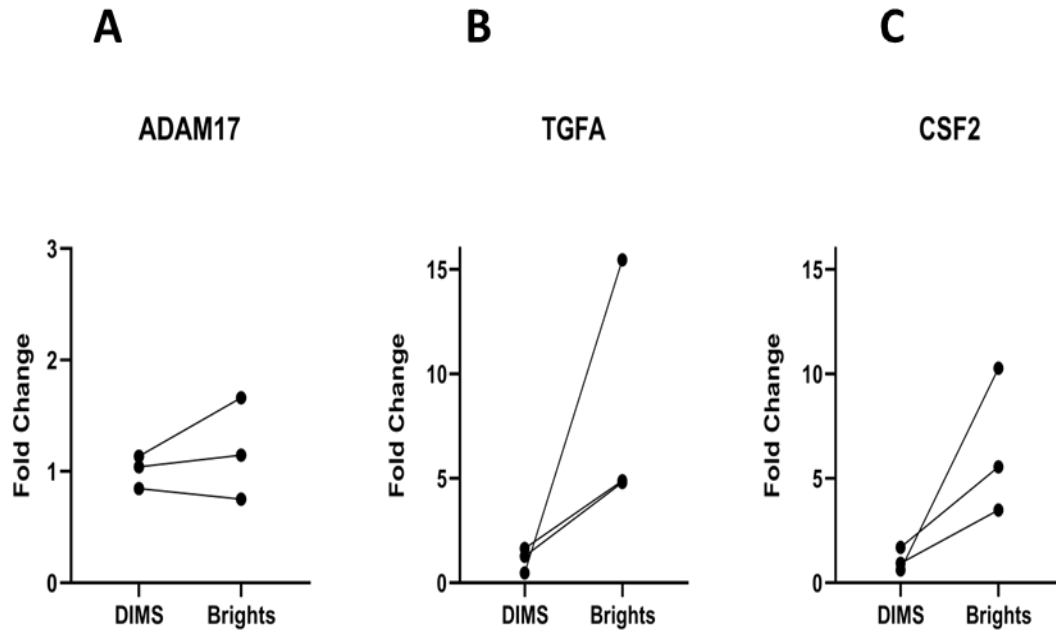 A
B
C
ADAM17
TGFA
CSF2
Fold Change
3
2
1
0
DIMS Brights
Fold Change
15
10
5
0
DIMS Brights
Fold Change
15
10
5
0
DIMS Brights